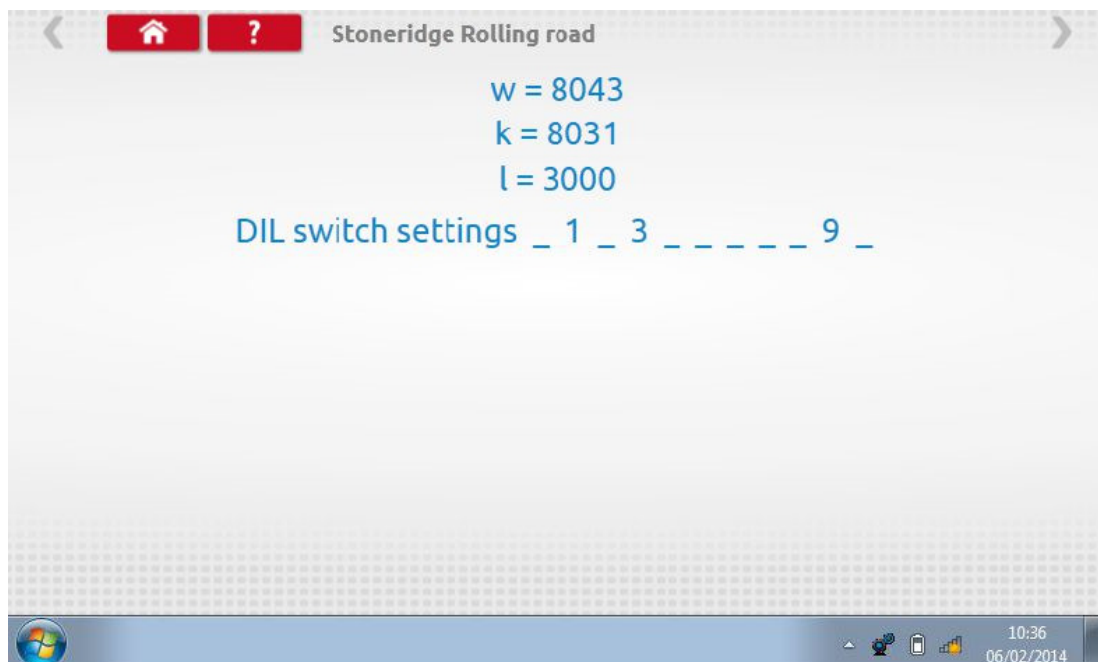 ? Stoneridge Rolling road
w = 8043
k = 8031
l = 3000
DIL switch settings _ 1 _ 3 _ _ _ _ _ 9 _
10:36
06/02/2014